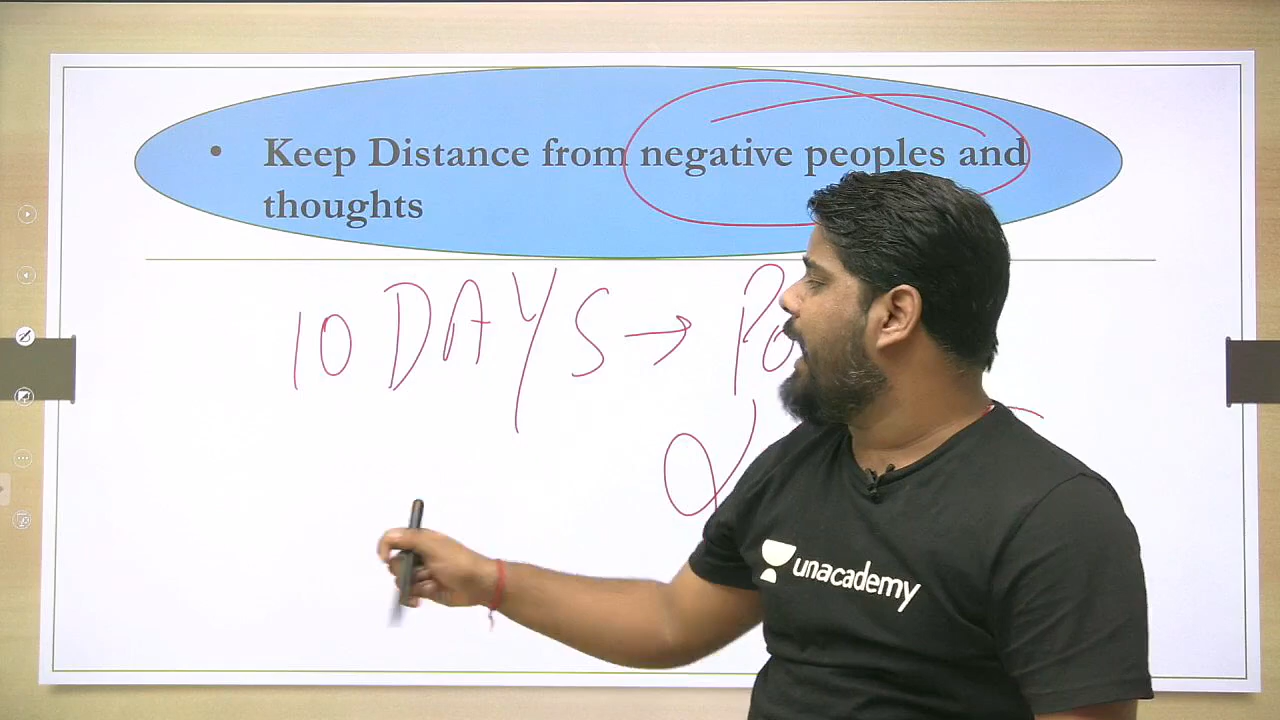 • Keep Distance from negative peoples and
thoughts
10 DAYS →
unacademy